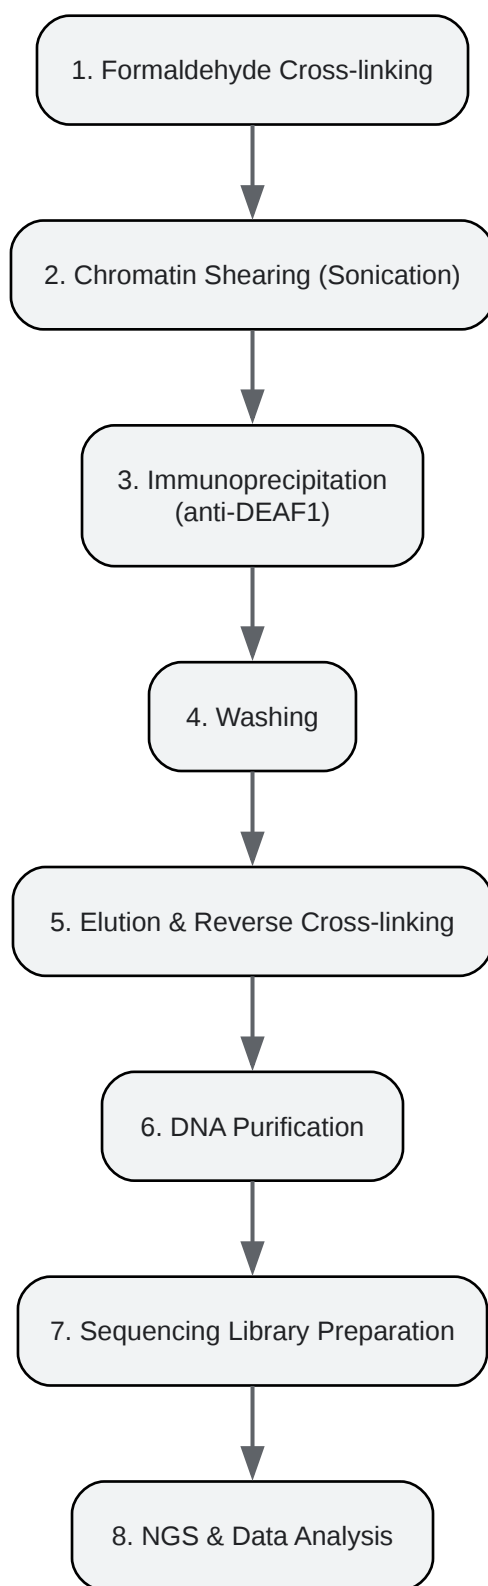 1. Formaldehyde Cross-linking
2. Chromatin Shearing (Sonication)
3. Immunoprecipitation
(anti-DEAF1)
4. Washing
5. Elution & Reverse Cross-linking
6. DNA Purification
7. Sequencing Library Preparation
8. NGS & Data Analysis